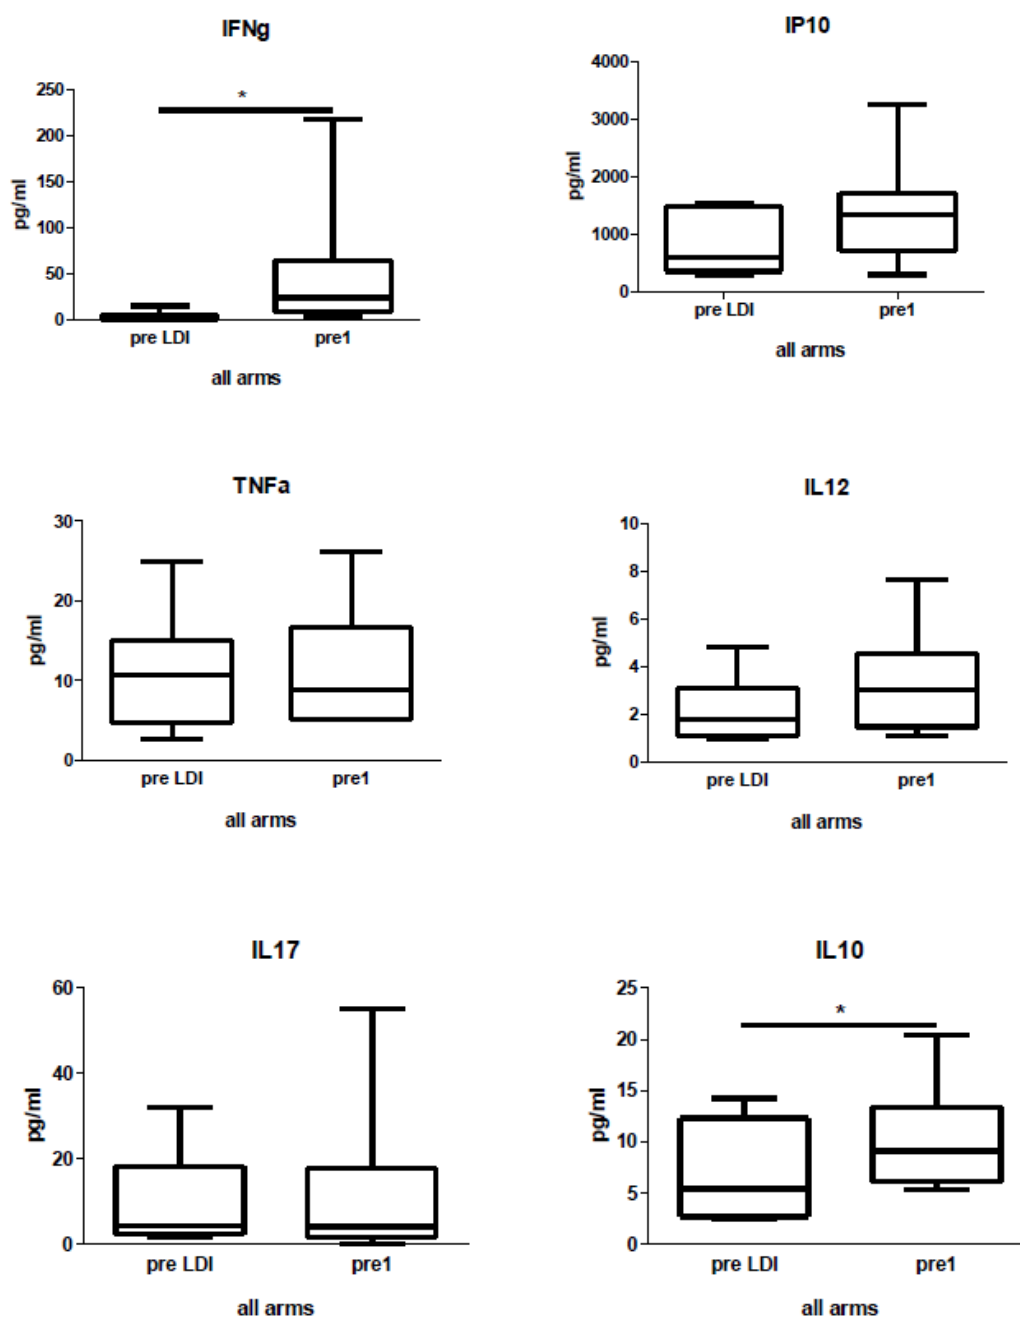 IFNg
*
250
200
150
100
50
0
pg/ml
pre LDI pre1
all arms
IP10
4000
3000
2000
1000
0
pg/ml
pre LDI pre1
all arms
TNFa
30
20
10
0
pg/ml
pre LDI pre1
all arms
IL12
10
8
6
4
2
0
pg/ml
pre LDI pre1
all arms
IL17
60
40
20
0
pg/ml
pre LDI pre1
all arms
IL10
*
25
20
15
10
5
0
pg/ml
pre LDI pre1
all arms